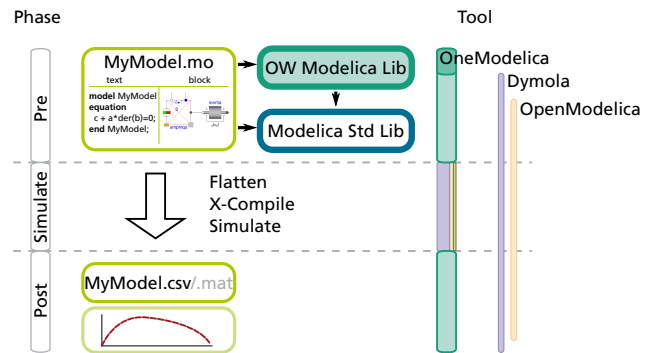 Phase
Tool
Pre
MyModel.mo
text
block
model MyModel
equation
c + a*der(b)=0;
end MyModel;
inertia
J=J
OW Modelica Lib
Modelica Std Lib
OneModelica
Dymola
OpenModelica
Simulate
Flatten
X-Compile
Simulate
Post
MyModel.csv/.mat